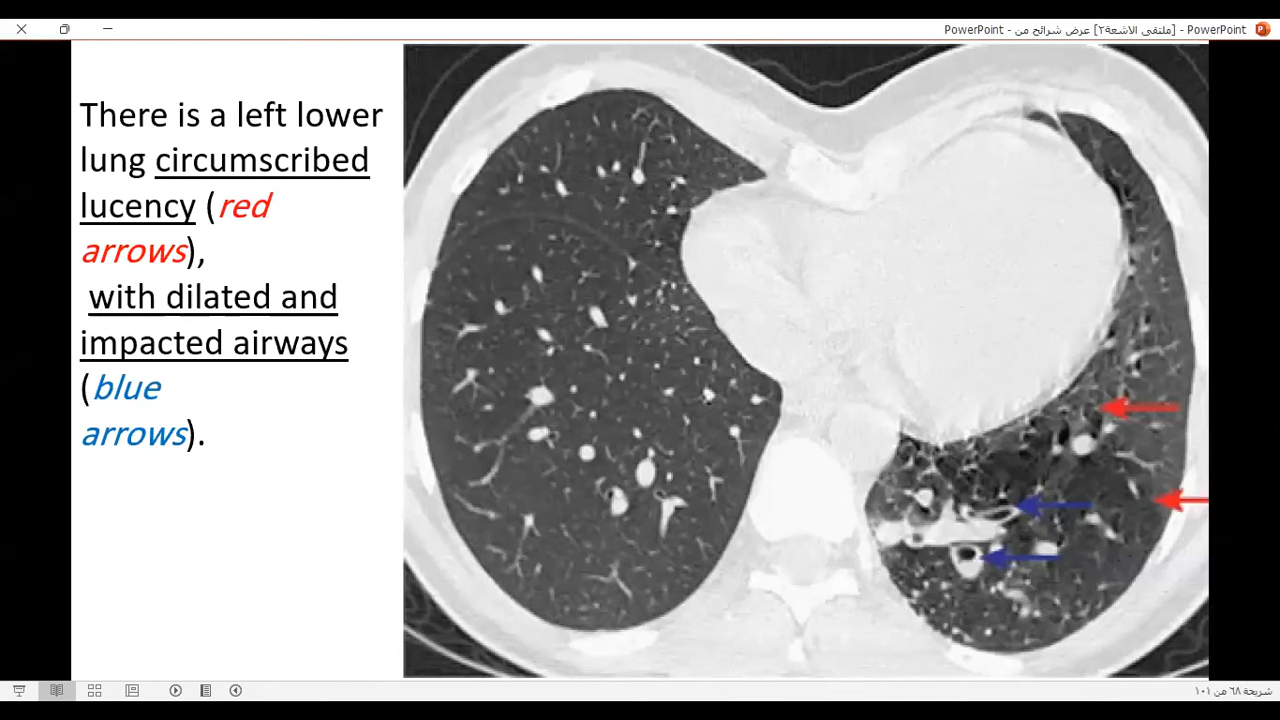 PowerPoint - [ملتقى الاشعة٢] عرض شرائح من - PowerPoint
There is a left lower
lung circumscribed
lucency (red
arrows),
with dilated and
impacted airways
(blue
arrows).
شريحة ٦٨ من ١٠١